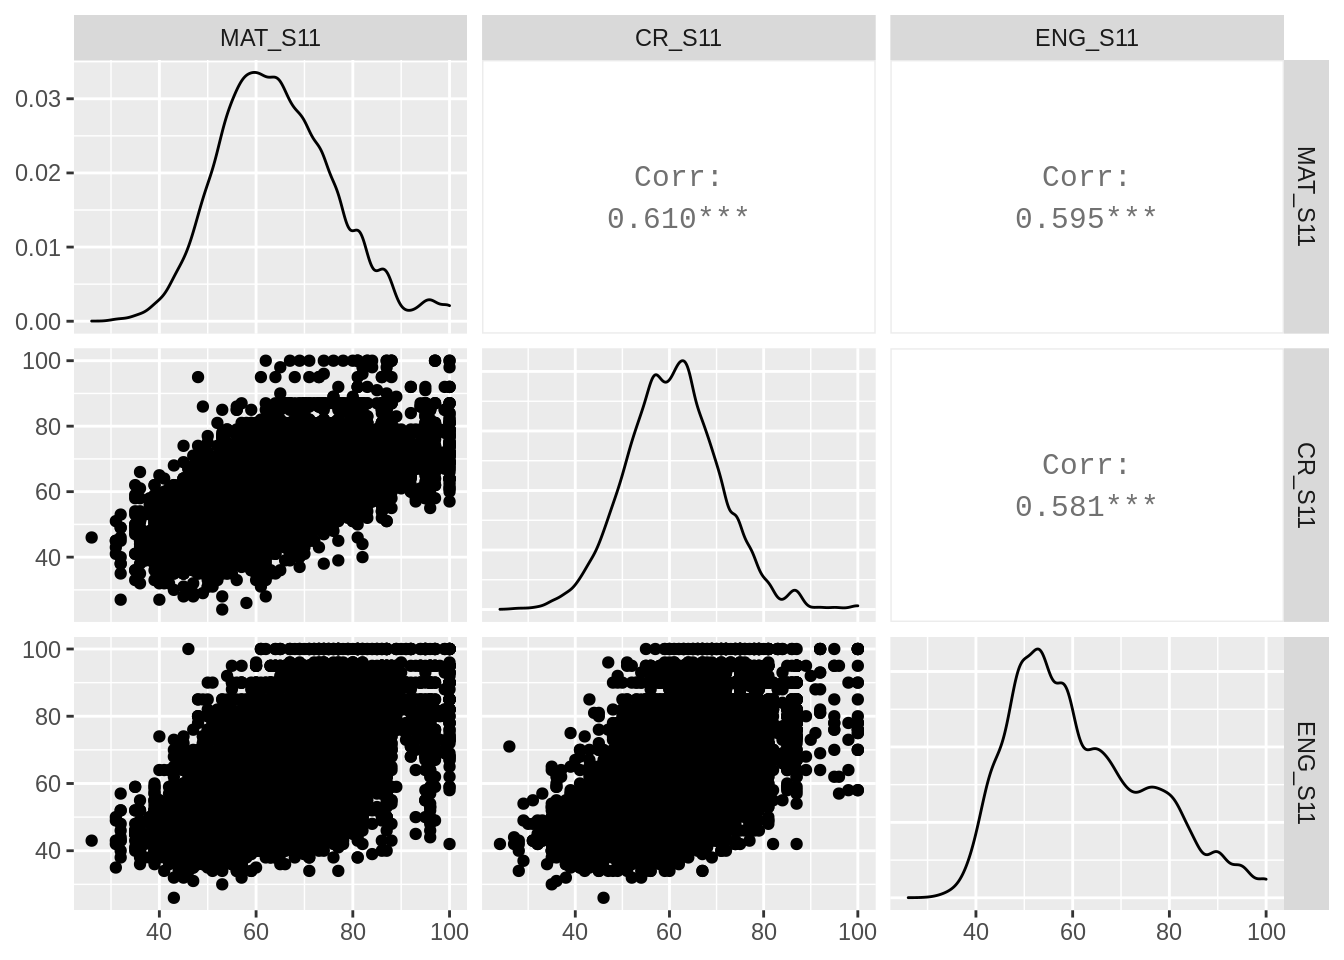 MAT_S11 CR_S11 ENG_S11
0.03
0.02
0.01
0.00
Corr:
0.610***
Corr:
0.595***
MAT_S11
100
80
60
40
Corr:
0.581***
CR_S11
100
80
60
40
ENG_S11
40 60 80 100 40 60 80 100 40 60 80 100